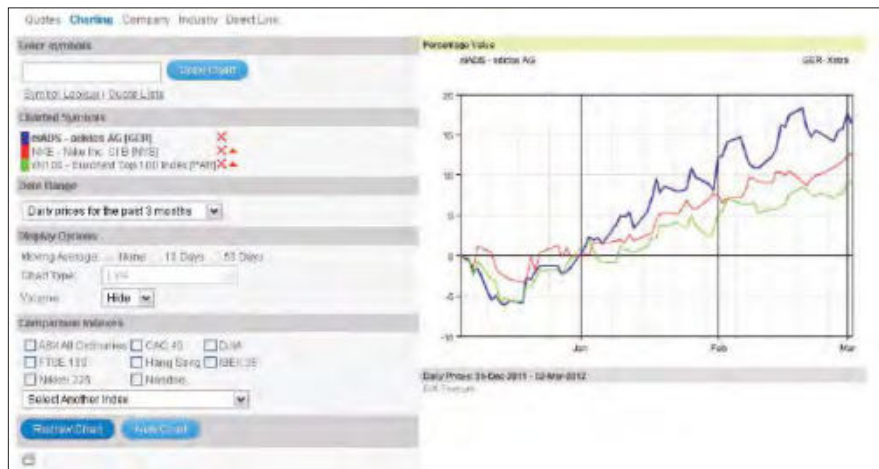 Quotes Charting Company Industry Direct Link
Enter symbols
Draw Chart
Symbol Lookup | Quote Lists
Charted Symbols
adidas AG [GER]
NKE - Nike Inc. Cl B [NYS]
Euronext Top 100 Index [PAR]
Date Range
Daily prices for the past 3 months
Display Options
Moving Average: None Days Days
Chart Type:
Volume: Hide
Comparison Indexes
ASX All Ordinaries CAC 40 DJIA
FTSE 100 Hang Seng IBEX 35
Nikkei 225 Nasdaq
Select Another Index
Redraw Chart New Chart
Percentage Value
adidas AG GER- Xetra
20
15
10
5
0
-5
-10
Jan Feb Mar
Daily Prices: -Dec-2011 - 02-Mar-2012